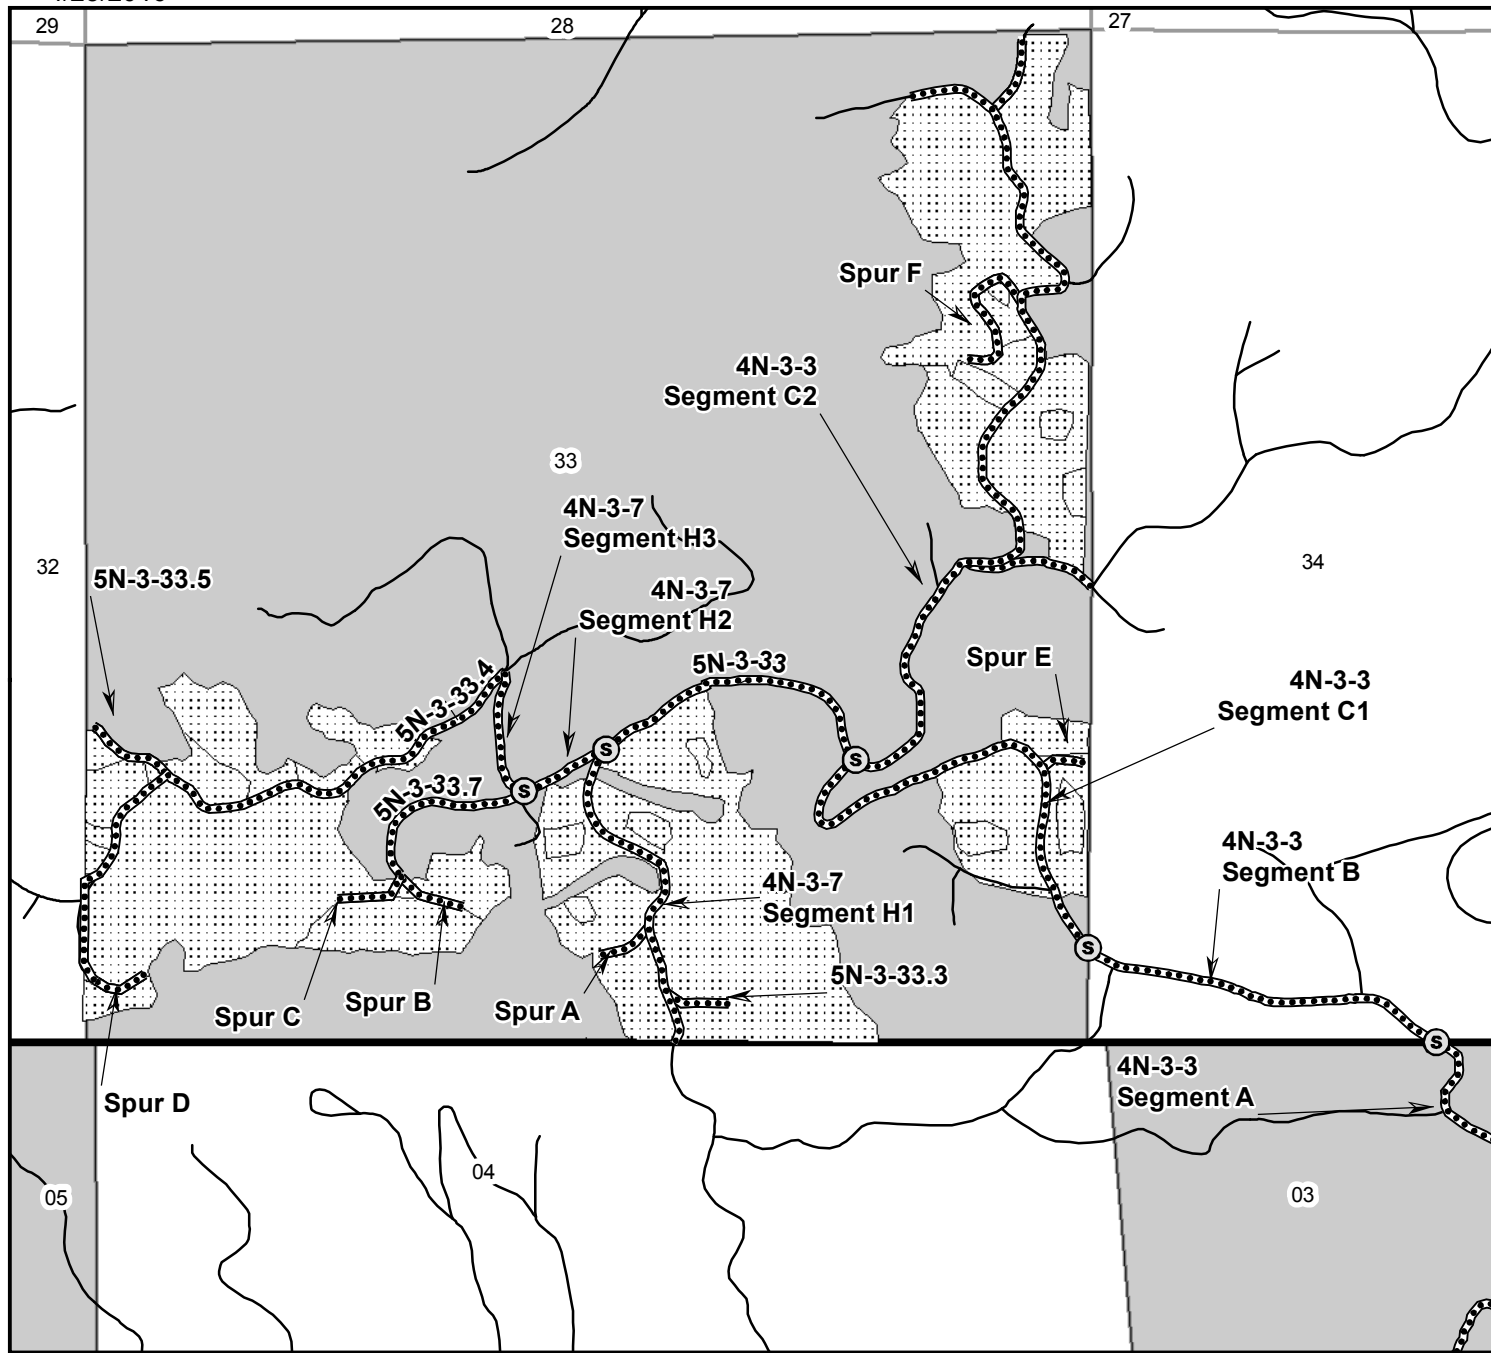 29
28
27
Spur F
4N-3-3
Segment C2
33
4N-3-7
Segment H3
32
5N-3-33.5
34
4N-3-7
Segment H2
5N-3-33
Spur E
4N-3-3
Segment C1
5N-3-33.4
S
S
S
5N-3-33.7
4N-3-3
Segment B
4N-3-7
Segment H1
S
5N-3-33.3
Spur C
Spur B
Spur A
S
4N-3-3
Segment A
Spur D
04
05
03